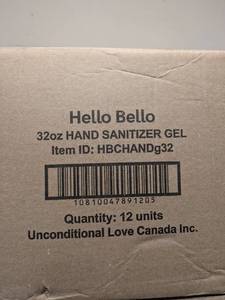 Hello Bello
32oz HAND SANITIZER GEL
Item ID: HBCHANDg32
10810047891205
Quantity: 12 units
Unconditional Love Canada Inc.